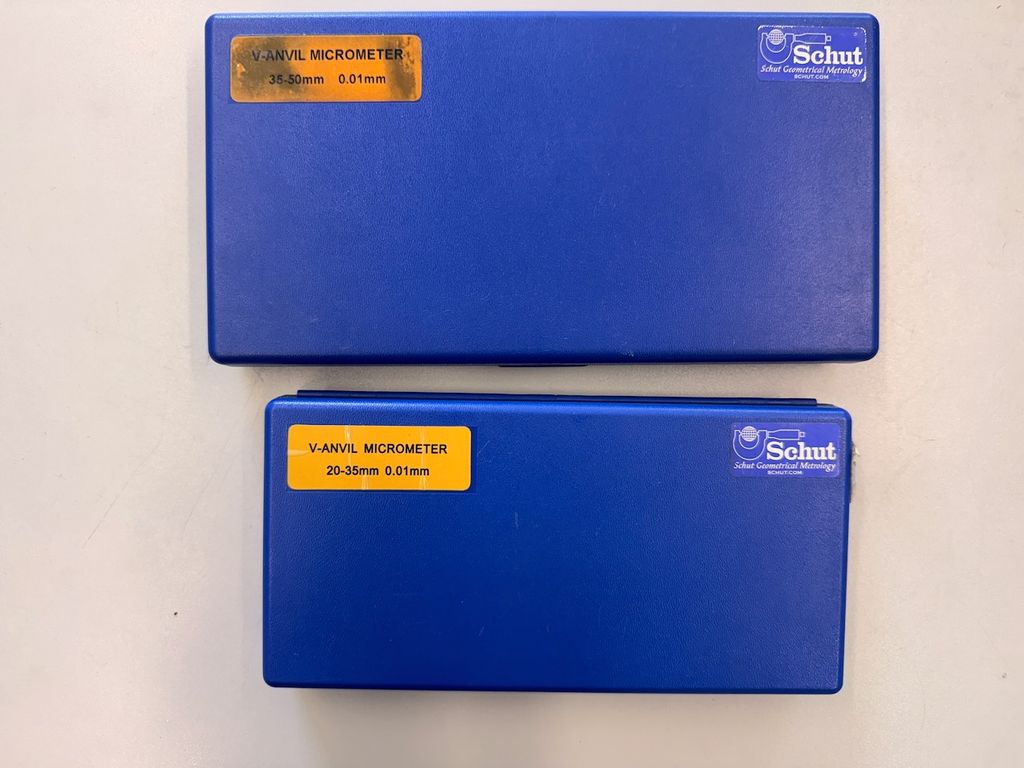 V-ANVIL MICROMETER
35-50mm 0.01mm
Schut
Schut Geometrical Metrology
SCHUT.COM
V-ANVIL MICROMETER
20-35mm 0.01mm
Schut
Schut Geometrical Metrology
SCHUT.COM